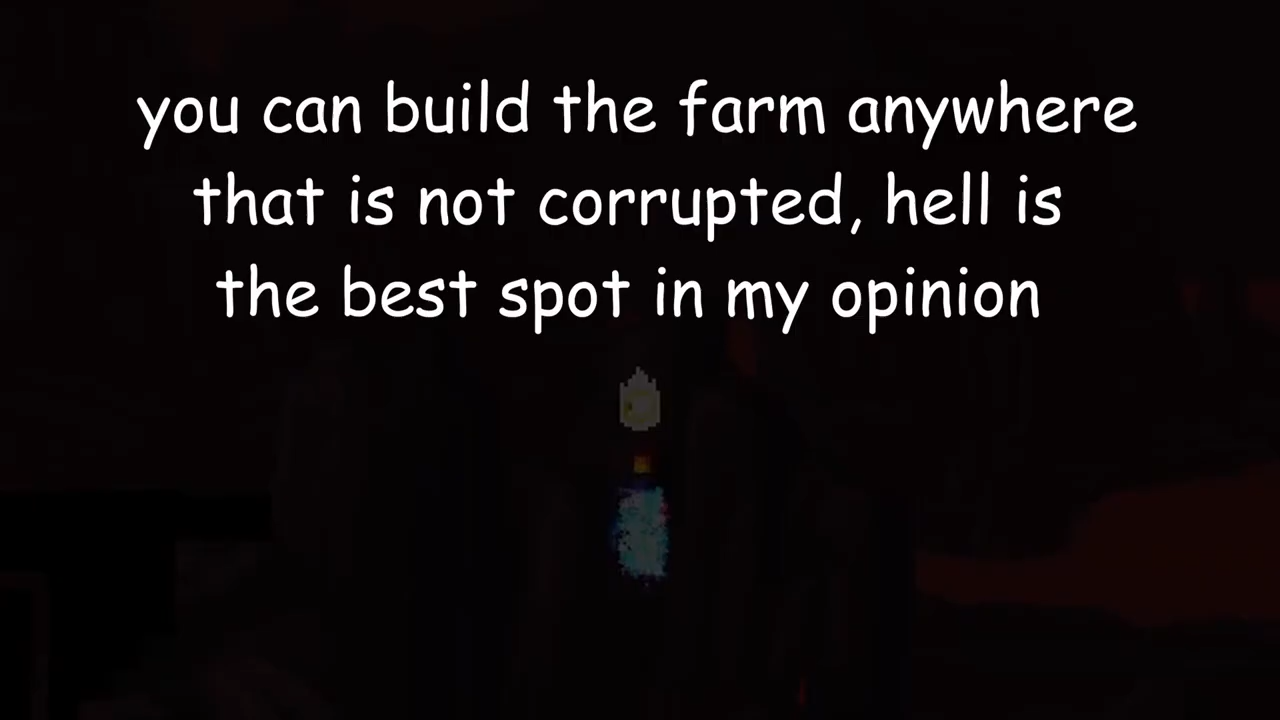 you can build the farm anywhere
that is not corrupted, hell is
the best spot in my opinion